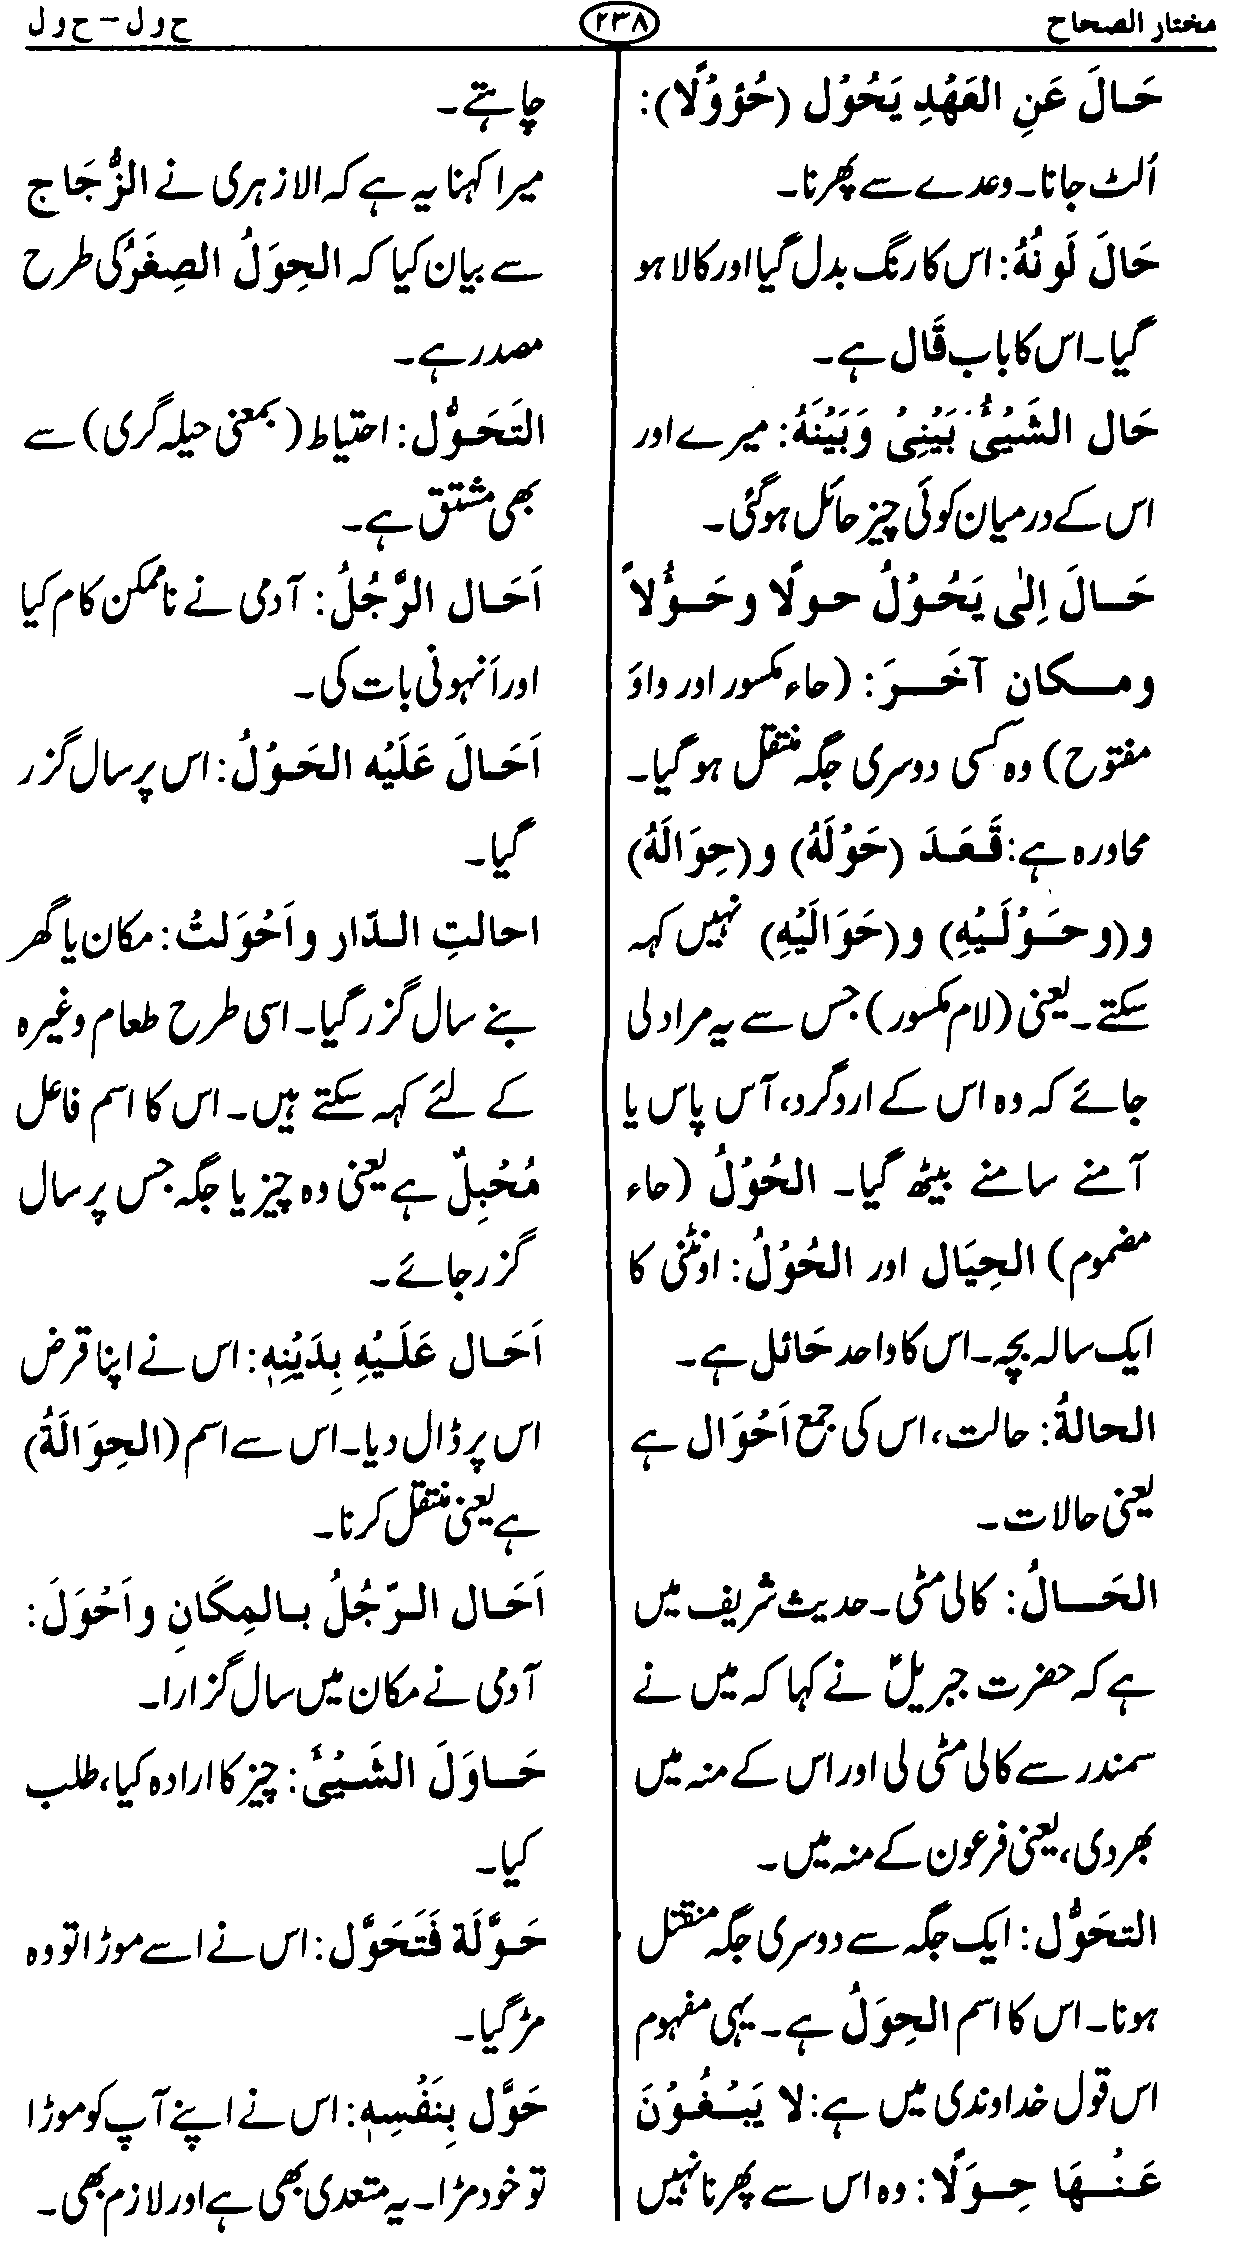 مختار الصحاح
۲۳۸
ح و ل – ح و ل
حَالَ عَنِ العَهْدِ يَحُوْل (حُؤوْلًا):
اُلٹ جانا۔ وعدے سے پھرنا۔
حَالَ لَونُهُ: اس کا رنگ بدل گیا اور کالا ہو
گیا۔ اس کا باب قَال ہے۔
حَال الشَيْئُ بَيْنِيْ وَبَيْنَهُ: میرے اور
اس کے درمیان کوئی چیز حائل ہوگئی۔
حَالَ اِلٰى يَحُوْلُ حولًا و حَوُّلاً
ومكان آخَرَ: (حاء مکسور اور واؤ
مفتوح) وہ کسی دوسری جگہ منتقل ہو گیا۔
محاورہ ہے: قَعَدَ (حَوْلَهُ) و(حِوَالَهُ)
و(و حَوْلَيْهِ) و(حَوَالَيْهِ) نہیں کہہ
سکتے۔ یعنی (لام مکسور) جس سے یہ مراد لی
جائے کہ وہ اس کے ارد گرد، آس پاس یا
آمنے سامنے بیٹھ گیا۔ الحُوْلُ (حاء
مضموم) الحِيَال اور الحُوْلُ: اونٹنی کا
ایک سالہ بچہ۔ اس کا واحد حَائل ہے۔
الحالةُ: حالت، اس کی جمع اَحْوَال ہے
یعنی حالات۔
الحَالُ: کالی مٹی۔ حدیث شریف میں
ہے کہ حضرت جبریلؑ نے کہا کہ میں نے
سمندر سے کالی مٹی لی اور اس کے منہ میں
بھر دی، یعنی فرعون کے منہ میں۔
التحَوُّل: ایک جگہ سے دوسری جگہ منتقل
ہونا۔ اس کا اسم الحِوَلُ ہے۔ یہی مفہوم
اس قول خداوندی میں ہے: لا يَبْغُوْنَ
عَنْهَا حِوَلًا: وہ اس سے پھرنا نہیں
چاہتے۔
میرا کہنا یہ ہے کہ الازہری نے الزُّجَاج
سے بیان کیا کہ الحِوَلُ الصِغَرُ کی طرح
مصدر ہے۔
التَحَوُّل: احتیاط (بمعنی حیلہ گری) سے
بھی مشتق ہے۔
اَحَال الرَّجُلُ: آدمی نے ناممکن کام کیا
اور اَنہونی بات کی۔
اَحَالَ عَلَيْه الحَوْلُ: اس پر سال گزر
گیا۔
احالتِ الدّار و اَحْوَلتْ: مکان یا گھر
بنے سال گزر گیا۔ اسی طرح طعام وغیرہ
کے لئے کہہ سکتے ہیں۔ اس کا اسم فاعل
مُحْبِلٌ ہے یعنی وہ چیز یا جگہ جس پر سال
گزر جائے۔
اَحَال عَلَيْهِ بِدَيْنِهٖ: اس نے اپنا قرض
اس پر ڈال دیا۔ اس سے اسم (الحِوَالَةُ)
ہے یعنی منتقل کرنا۔
اَحَال الرّجُلُ بالمِكَانِ و اَحْوَلَ:
آدمی نے مکان میں سال گزارا۔
حَاوَلَ الشَيْئَ: چیز کا ارادہ کیا، طلب
کیا۔
حَوَّلَة فَتَحَوَّل: اس نے اسے موڑا تو وہ
مڑ گیا۔
حَوَّل بِنَفْسِهٖ: اس نے اپنے آپ کو موڑا
تو خود مڑا۔ یہ متعدی بھی ہے اور لازم بھی۔